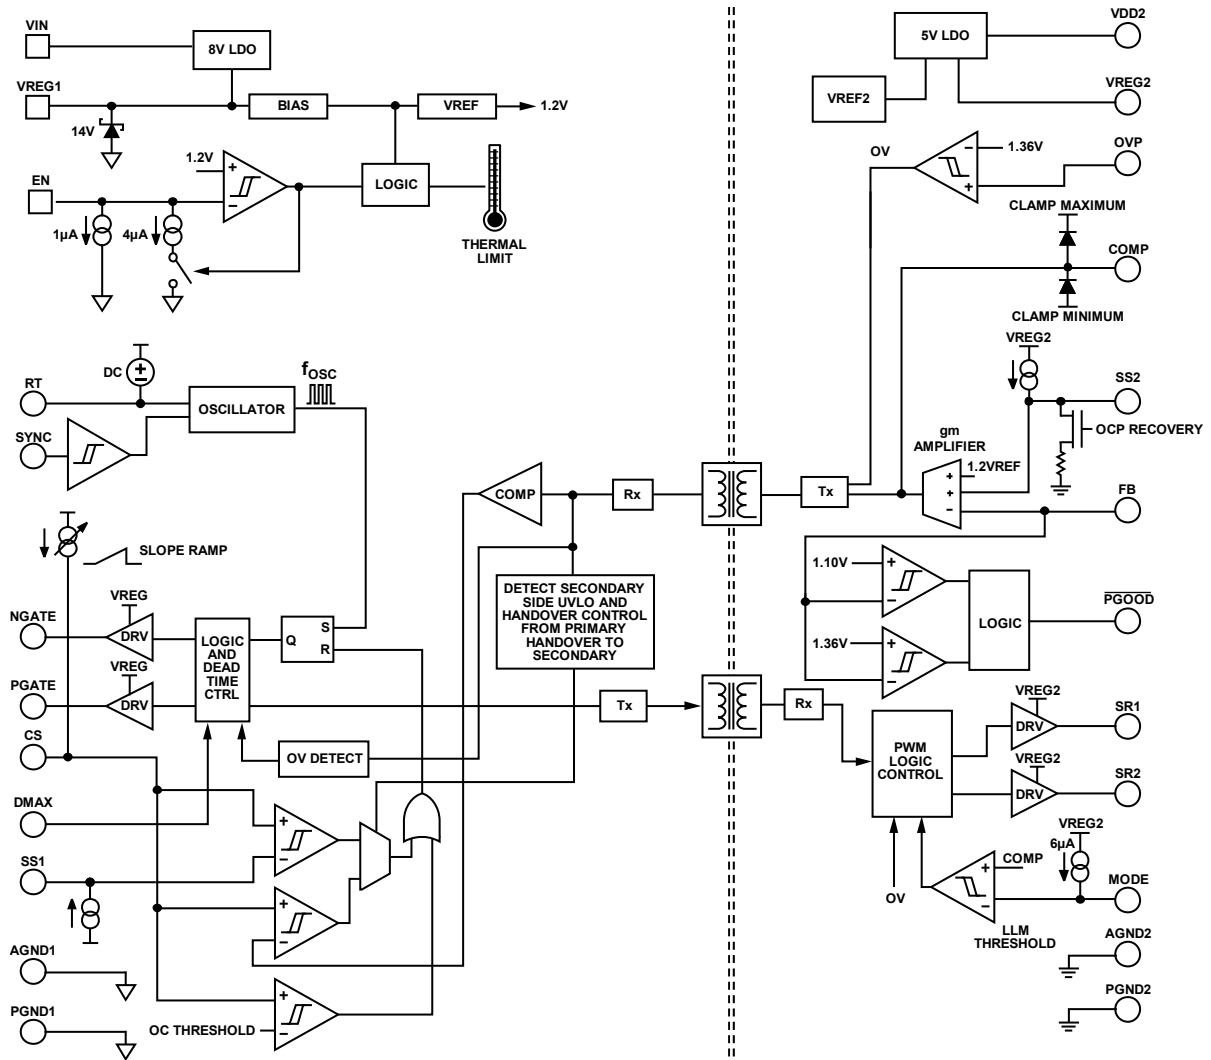 VIN
8V LDO
VREG1
BIAS
VREF
1.2V
14V
1.2V
EN
LOGIC
1µA
4µA
THERMAL
LIMIT
DC
fOSC
RT
OSCILLATOR
SYNC
SLOPE RAMP
VREG
NGATE
DRV
LOGIC
AND
DEAD
TIME
CTRL
Q
S
R
VREG
PGATE
DRV
CS
OV DETECT
DMAX
SS1
AGND1
PGND1
OC THRESHOLD
+
−
+
−
+
−
+
−
COMP
Rx
DETECT SECONDARY
SIDE UVLO AND
HANDOVER CONTROL
FROM PRIMARY
HANDOVER TO
SECONDARY
Tx
5V LDO
VDD2
VREF2
VREG2
OV
−
1.36V
+
OVP
CLAMP MAXIMUM
COMP
CLAMP MINIMUM
VREG2
SS2
OCP RECOVERY
gm
AMPLIFIER
1.2VREF
+
+
−
Tx
FB
1.10V
+
−
1.36V
+
−
LOGIC
PGOOD
Rx
PWM
LOGIC
CONTROL
VREG2
DRV
SR1
VREG2
DRV
SR2
VREG2
6µA
COMP
+
−
MODE
OV
LLM
THRESHOLD
AGND2
PGND2